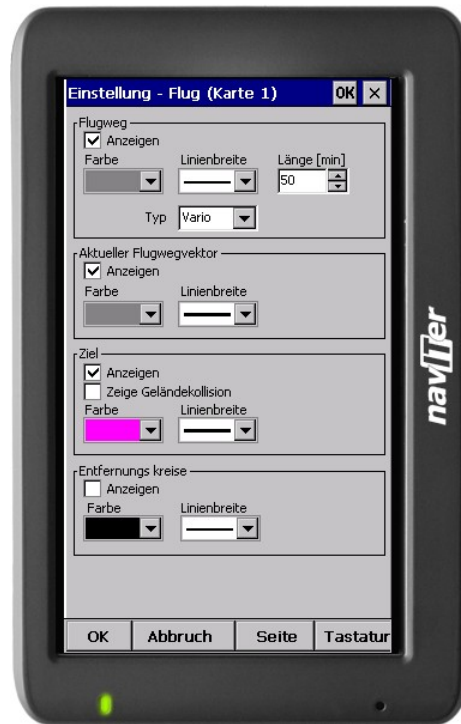 Einstellung - Flug (Karte 1) OK
Flugweg
Anzeigen
Farbe Linienbreite Länge [min]
50
Typ Vario
Aktueller Flugwegvektor
Anzeigen
Farbe Linienbreite
Ziel
Anzeigen
Zeige Geländekollision
Farbe Linienbreite
Entfernungs kreise
Anzeigen
Farbe Linienbreite
OK Abbruch Seite Tastatur
naviter